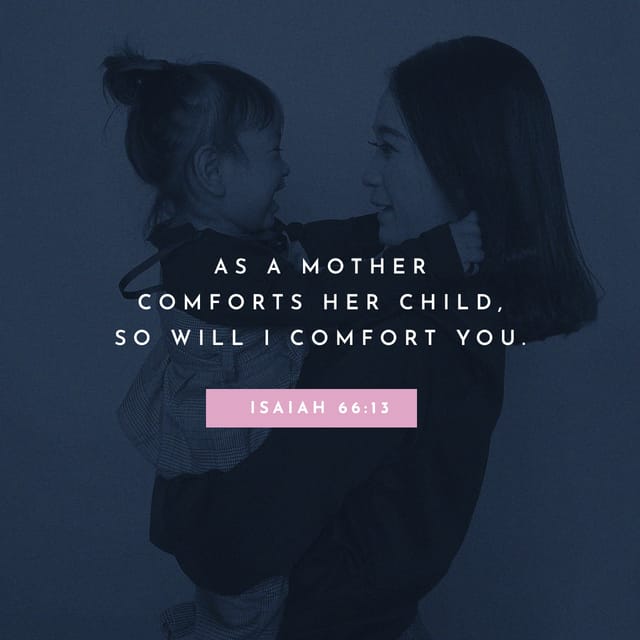 AS A MOTHER
COMFORTS HER CHILD,
SO WILL I COMFORT YOU.
ISAIAH 66:13